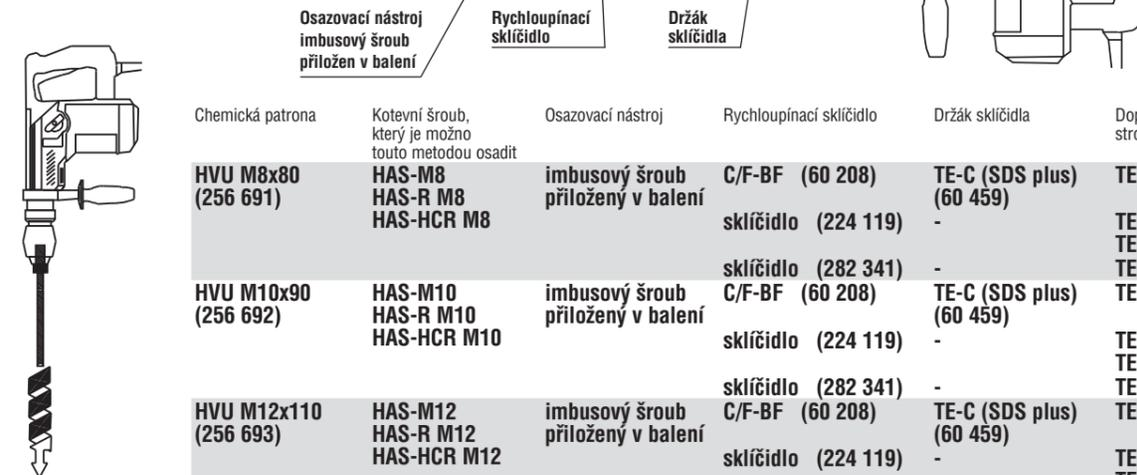 Osazovací nástroj
imbusový šroub
přiložen v balení
Rychloupínací
sklíčidlo
Držák
sklíčidla
Chemická patrona
Kotevní šroub,
který je možno
touto metodou osadit
Osazovací nástroj
Rychloupínací sklíčidlo
Držák sklíčidla
HVU M8x80
(256 691)
HAS-M8
HAS-R M8
HAS-HCR M8
imbusový šroub
přiložený v balení
C/F-BF (60 208)
sklíčidlo (224 119)
sklíčidlo (282 341)
TE-C (SDS plus)
(60 459)
-
-
TE
TE
TE
TE
HVU M10x90
(256 692)
HAS-M10
HAS-R M10
HAS-HCR M10
imbusový šroub
přiložený v balení
C/F-BF (60 208)
sklíčidlo (224 119)
sklíčidlo (282 341)
TE-C (SDS plus)
(60 459)
-
-
TE
TE
TE
TE
HVU M12x110
(256 693)
HAS-M12
HAS-R M12
HAS-HCR M12
imbusový šroub
přiložený v balení
C/F-BF (60 208)
sklíčidlo (224 119)
TE-C (SDS plus)
(60 459)
-
TE
TE